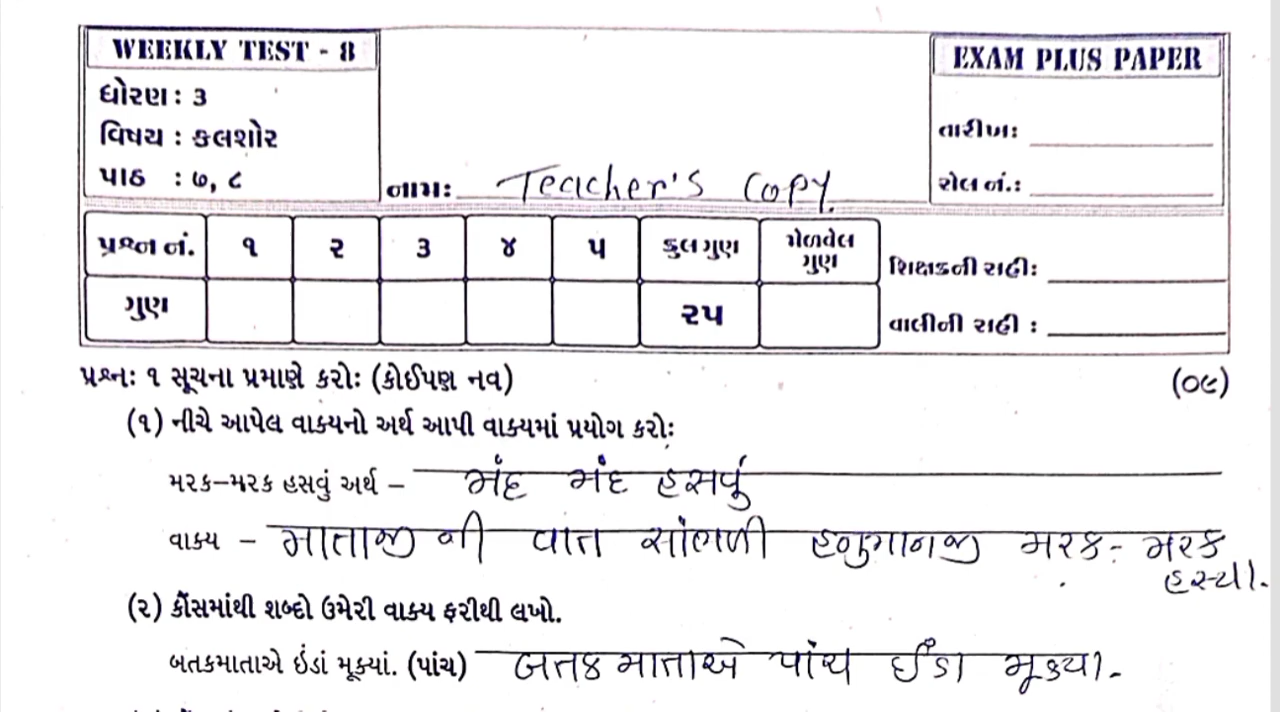 WEEKLY TEST - 8
EXAM PLUS PAPER
ધોરણ : ૩
વિષય : કલશોર
પાઠ : ૭, ૮
નામ: Teacher's Copy.
તારીખ:
રોલ નં.:
પ્રશ્ન નં. ૧ ૨ ૩ ૪ ૫ કુલ ગુણ મેળવેલ ગુણ
ગુણ ૨૫
શિક્ષકની સહી:
વાલીની સહી :
પ્રશ્ન: ૧ સૂચના પ્રમાણે કરો: (કોઈપણ નવ) (૦૯)
(૧) નીચે આપેલ વાક્યનો અર્થ આપી વાક્યમાં પ્રયોગ કરો:
મરક-મરક હસવું અર્થ - મંદ મંદ હસવું
વાક્ય - માતાજી ની વાત સાંભળી હનુમાનજી મરક- મરક
હસ્યા.
(૨) કૌંસમાંથી શબ્દો ઉમેરી વાક્ય ફરીથી લખો.
બતકમાતાએ ઇંડાં મૂક્યાં. (પાંચ) બતક માતાએ પાંચ ઈંડા મૂક્યા.